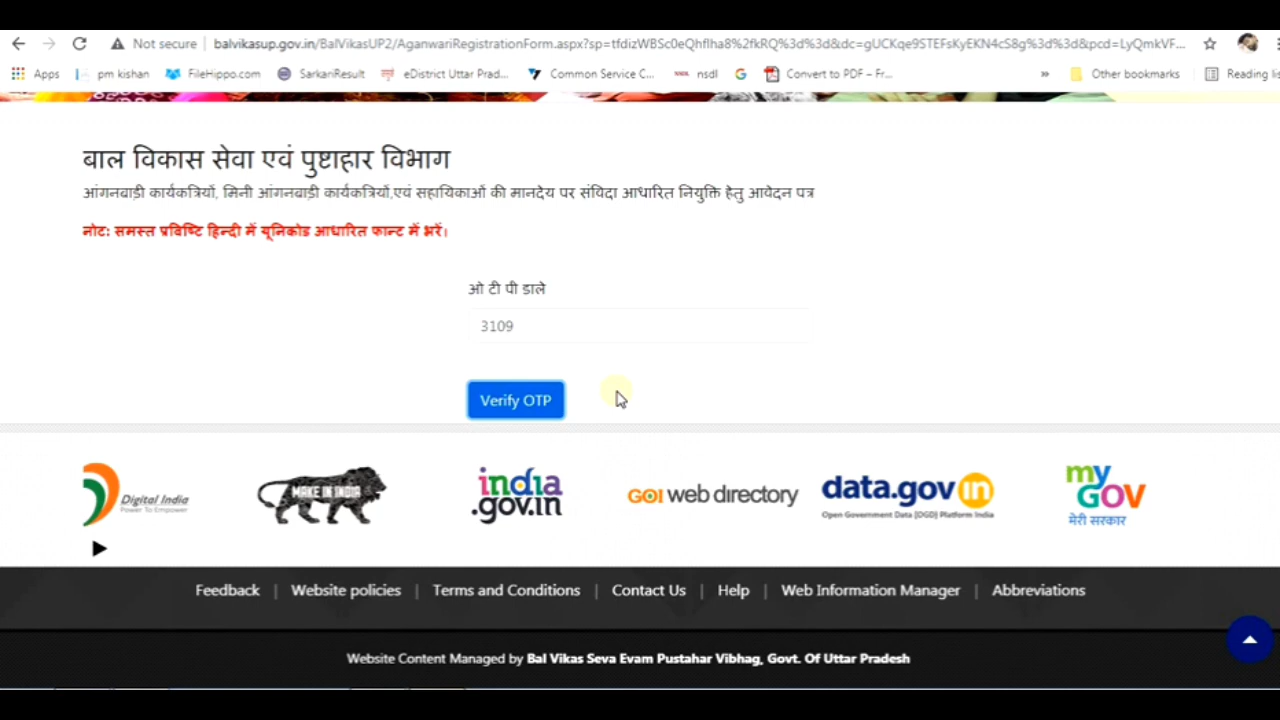 Not secure | balvikasup.gov.in/BalVikasUP2/AganwariRegistrationForm.aspx?sp=tfdizWBSc0eQhflha8%2fkRQ%3d%3d&dc=gUCKqe9STEFsKyEKN4cS8g%3d%3d&pcd=LyQmkVF...
Apps pm kishan FileHippo.com SarkariResult eDistrict Uttar Prad... Common Service C... nsdl Convert to PDF – Fr... » Other bookmarks Reading lis
बाल विकास सेवा एवं पुष्टाहार विभाग
आंगनबाड़ी कार्यकत्रियों, मिनी आंगनबाड़ी कार्यकत्रियों,एवं सहायिकाओं की मानदेय पर संविदा आधारित नियुक्ति हेतु आवेदन पत्र
नोट: समस्त प्रविष्टि हिन्दी में यूनिकोड आधारित फान्ट में भरें।
ओ टी पी डाले
3109
Verify OTP
Digital India
Power To Empower
MAKE IN INDIA
india
.gov.in
GOI web directory
data.gov in
Open Government Data [OGD] Platform India
my
GOV
मेरी सरकार
Feedback | Website policies | Terms and Conditions | Contact Us | Help | Web Information Manager | Abbreviations
Website Content Managed by Bal Vikas Seva Evam Pustahar Vibhag, Govt. Of Uttar Pradesh